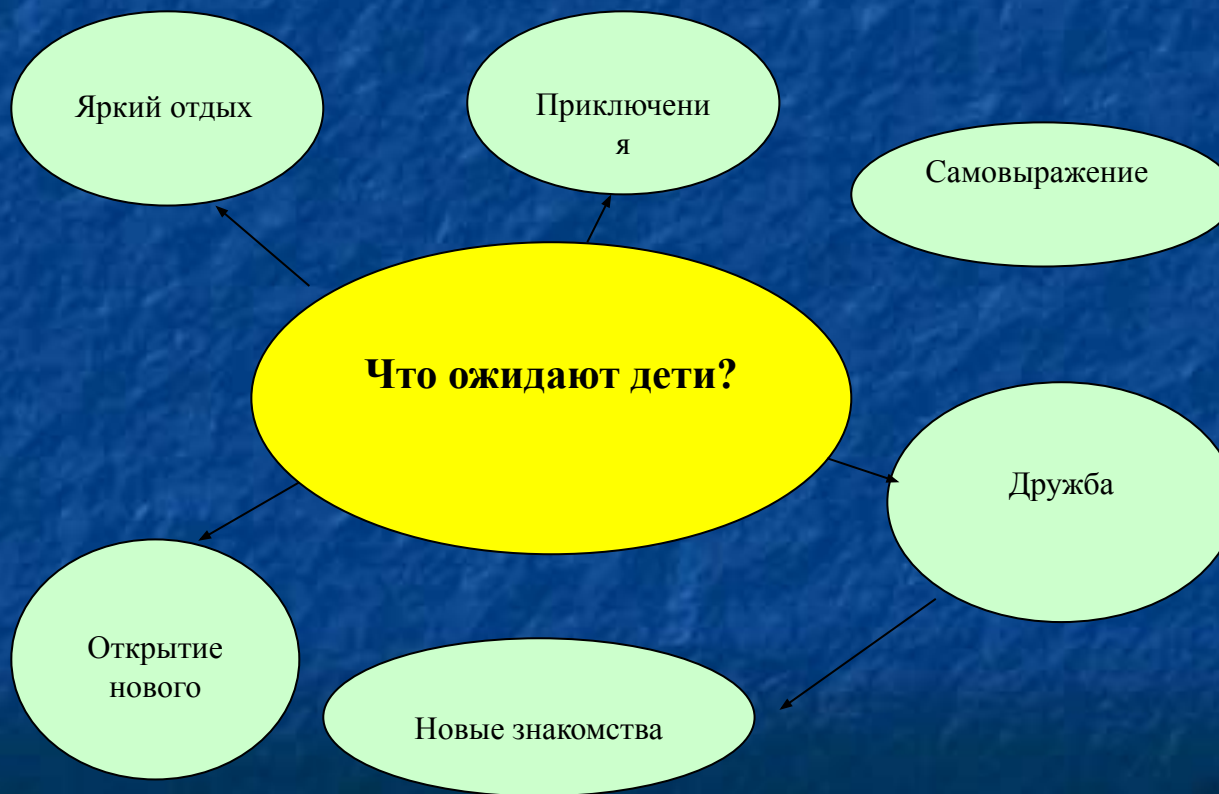 Яркий отдых
Приключени
я
Самовыражение
Что ожидают дети?
Дружба
Открытие
нового
Новые знакомства